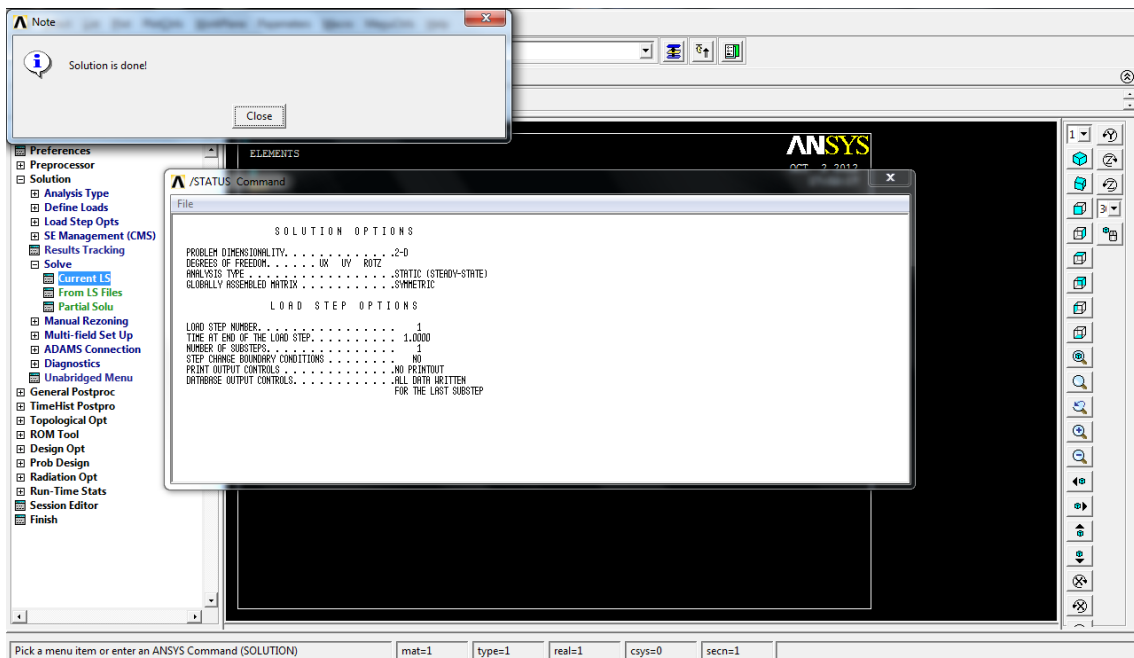 Note
Solution is done!
Close
ELEMENTS
ANSYS
OCT 2 2012
Preferences
Preprocessor
Solution
Analysis Type
Define Loads
Load Step Opts
SE Management (CMS)
Results Tracking
Solve
Current LS
From LS Files
Partial Solu
Manual Rezoning
Multi-field Set Up
ADAMS Connection
Diagnostics
Unabridged Menu
General Postproc
TimeHist Postpro
Topological Opt
ROM Tool
Design Opt
Prob Design
Radiation Opt
Run-Time Stats
Session Editor
Finish
/STATUS Command
File
SOLUTION OPTIONS
PROBLEM DIMENSIONALITY. . . . . . . . . . . . .2-D
DEGREES OF FREEDOM. . . . . . UX UY ROTZ
ANALYSIS TYPE . . . . . . . . . . . . . . . . .STATIC (STEADY-STATE)
GLOBALLY ASSEMBLED MATRIX . . . . . . . . . . .SYMMETRIC
LOAD STEP OPTIONS
LOAD STEP NUMBER. . . . . . . . . . . . . . . . 1
TIME AT END OF THE LOAD STEP. . . . . . . . . . 1.0000
NUMBER OF SUBSTEPS. . . . . . . . . . . . . . . 1
STEP CHANGE BOUNDARY CONDITIONS . . . . . . . . NO
PRINT OUTPUT CONTROLS . . . . . . . . . . . . .NO PRINTOUT
DATABASE OUTPUT CONTROLS. . . . . . . . . . . .ALL DATA WRITTEN
FOR THE LAST SUBSTEP
1
Pick a menu item or enter an ANSYS Command (SOLUTION)
mat=1
type=1
real=1
csys=0
secn=1